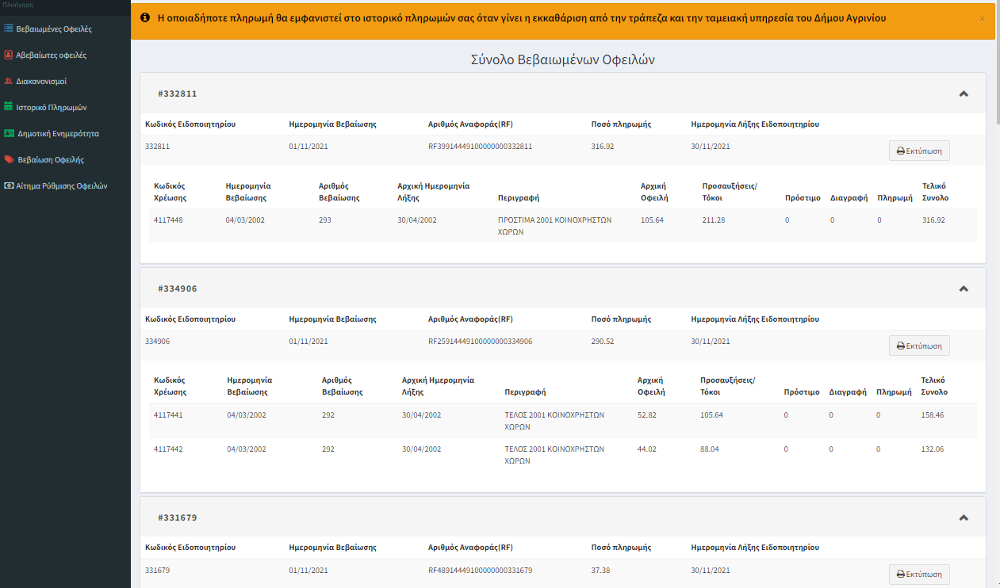 Πλοήγηση
Βεβαιωμένες Οφειλές
Αβεβαίωτες οφειλές
Διακανονισμοί
Ιστορικό Πληρωμών
Δημοτική Ενημερότητα
Βεβαίωση Οφειλής
Αίτημα Ρύθμισης Οφειλών
Η οποιαδήποτε πληρωμή θα εμφανιστεί στο ιστορικό πληρωμών σας όταν γίνει η εκκαθάριση από την τράπεζα και την ταμειακή υπηρεσία του Δήμου Αγρινίου ×
Σύνολο Βεβαιωμένων Οφειλών
#332811
Κωδικός Ειδοποιητηρίου Ημερομηνία Βεβαίωσης Αριθμός Αναφοράς(RF) Ποσό πληρωμής Ημερομηνία Λήξης Ειδοποιητηρίου
332811 01/11/2021 RF39914449100000000332811 316.92 30/11/2021 Εκτύπωση
Κωδικός Ημερομηνία Αριθμός Αρχική Ημερομηνία Αρχική Προσαυξήσεις/ Τελικό
Χρέωσης Βεβαίωσης Βεβαίωσης Λήξης Περιγραφή Οφειλή Τόκοι Πρόστιμο Διαγραφή Πληρωμή Συνολο
4117448 04/03/2002 293 30/04/2002 ΠΡΟΣΤΙΜΑ 2001 ΚΟΙΝΟΧΡΗΣΤΩΝ 105.64 211.28 0 0 0 316.92
ΧΩΡΩΝ
#334906
Κωδικός Ειδοποιητηρίου Ημερομηνία Βεβαίωσης Αριθμός Αναφοράς(RF) Ποσό πληρωμής Ημερομηνία Λήξης Ειδοποιητηρίου
334906 01/11/2021 RF25914449100000000334906 290.52 30/11/2021 Εκτύπωση
Κωδικός Ημερομηνία Αριθμός Αρχική Ημερομηνία Αρχική Προσαυξήσεις/ Τελικό
Χρέωσης Βεβαίωσης Βεβαίωσης Λήξης Περιγραφή Οφειλή Τόκοι Πρόστιμο Διαγραφή Πληρωμή Συνολο
4117441 04/03/2002 292 30/04/2002 ΤΕΛΟΣ 2001 ΚΟΙΝΟΧΡΗΣΤΩΝ 52.82 105.64 0 0 0 158.46
ΧΩΡΩΝ
4117442 04/03/2002 292 30/04/2002 ΤΕΛΟΣ 2001 ΚΟΙΝΟΧΡΗΣΤΩΝ 44.02 88.04 0 0 0 132.06
ΧΩΡΩΝ
#331679
Κωδικός Ειδοποιητηρίου Ημερομηνία Βεβαίωσης Αριθμός Αναφοράς(RF) Ποσό πληρωμής Ημερομηνία Λήξης Ειδοποιητηρίου
331679 01/11/2021 RF48914449100000000331679 37.38 30/11/2021 Εκτύπωση